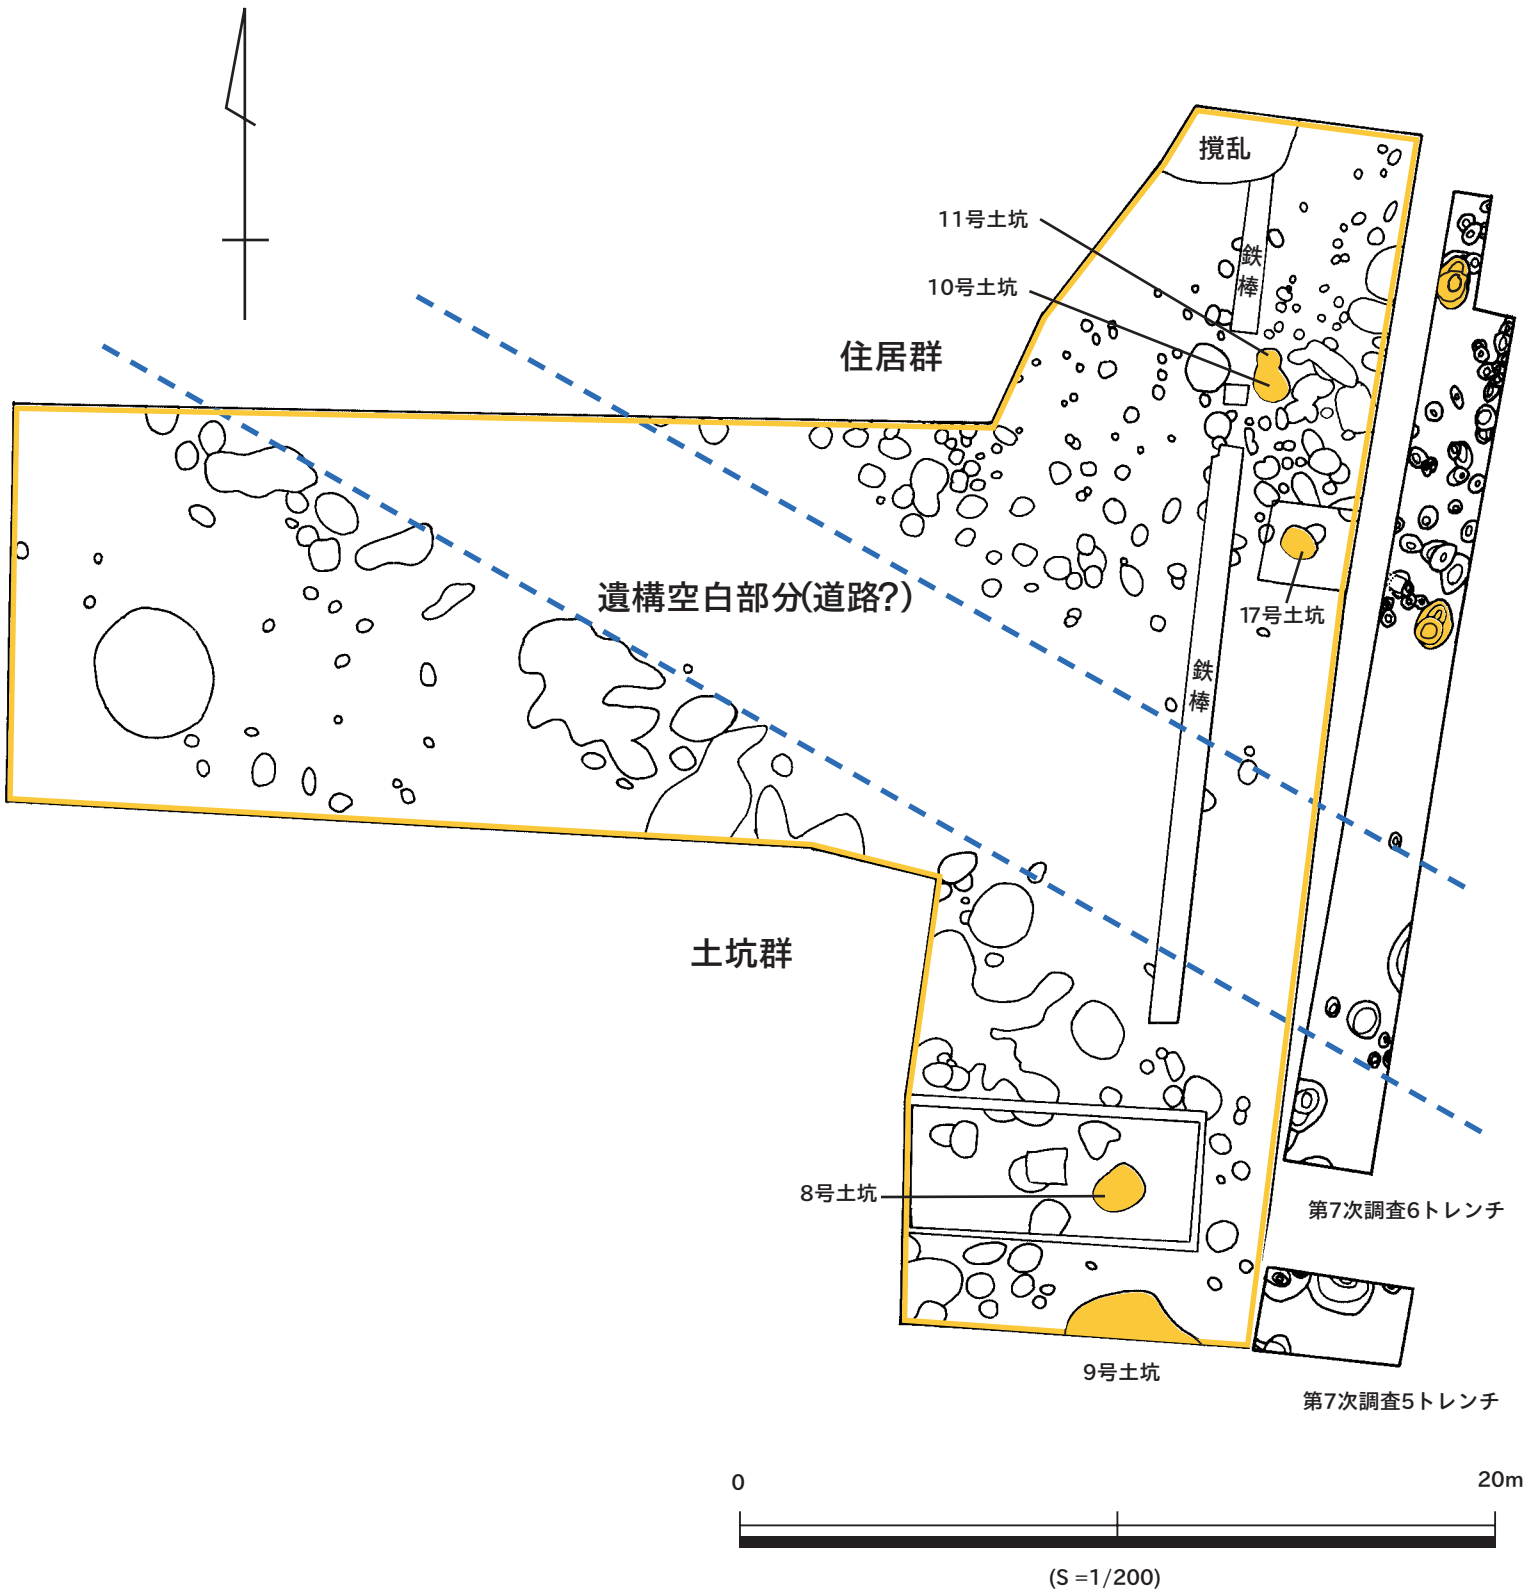 撹乱
11号土坑
鉄棒
10号土坑
住居群
遺構空白部分(道路?)
17号土坑
鉄棒
土坑群
8号土坑
第7次調査6トレンチ
9号土坑
第7次調査5トレンチ
0
20m
(S =1/200)